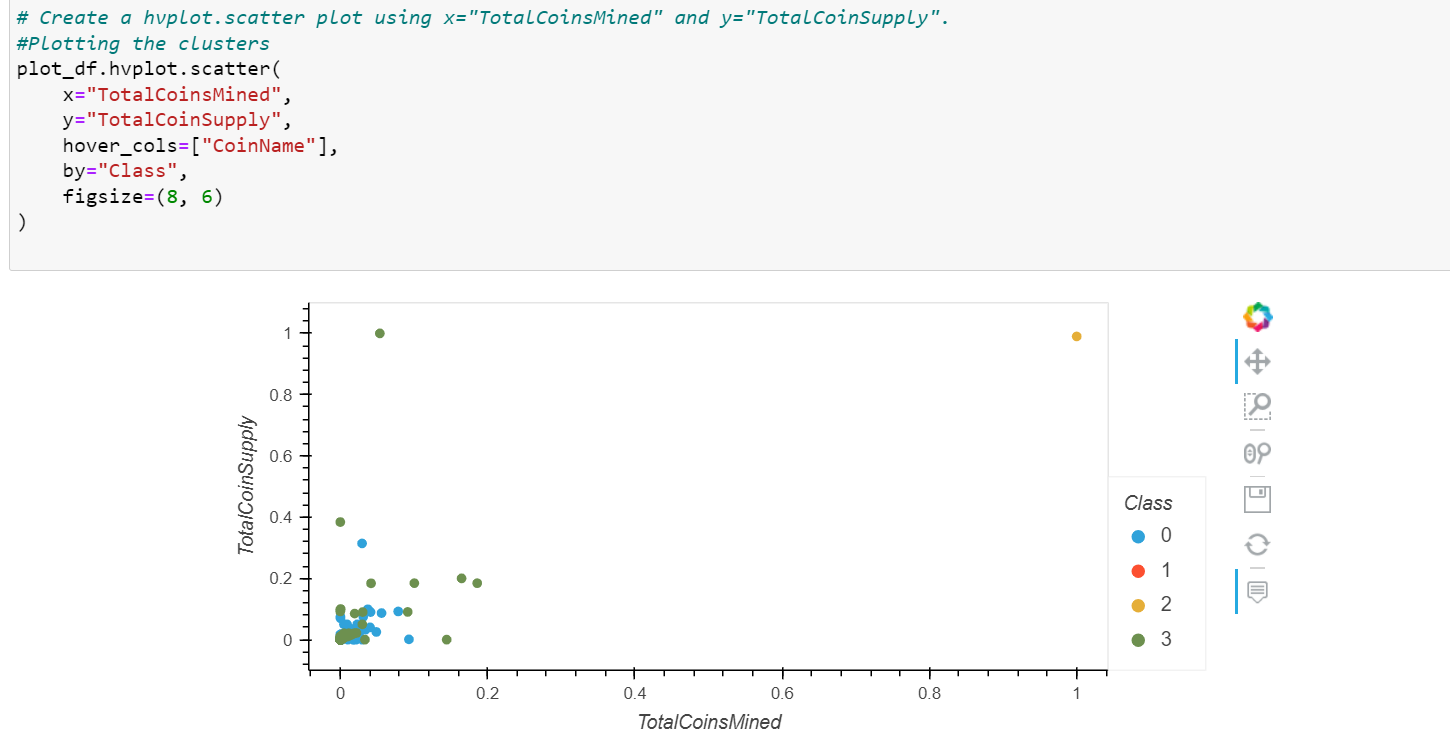 # Create a hvplot.scatter plot using x="TotalCoinsMined" and y="TotalCoinSupply".
#Plotting the clusters
plot_df.hvplot.scatter(
    x="TotalCoinsMined",
    y="TotalCoinSupply",
    hover_cols=["CoinName"],
    by="Class",
    figsize=(8, 6)
)
TotalCoinSupply
1
0.8
0.6
0.4
0.2
0
0 0.2 0.4 0.6 0.8 1
TotalCoinsMined
Class
0
1
2
3